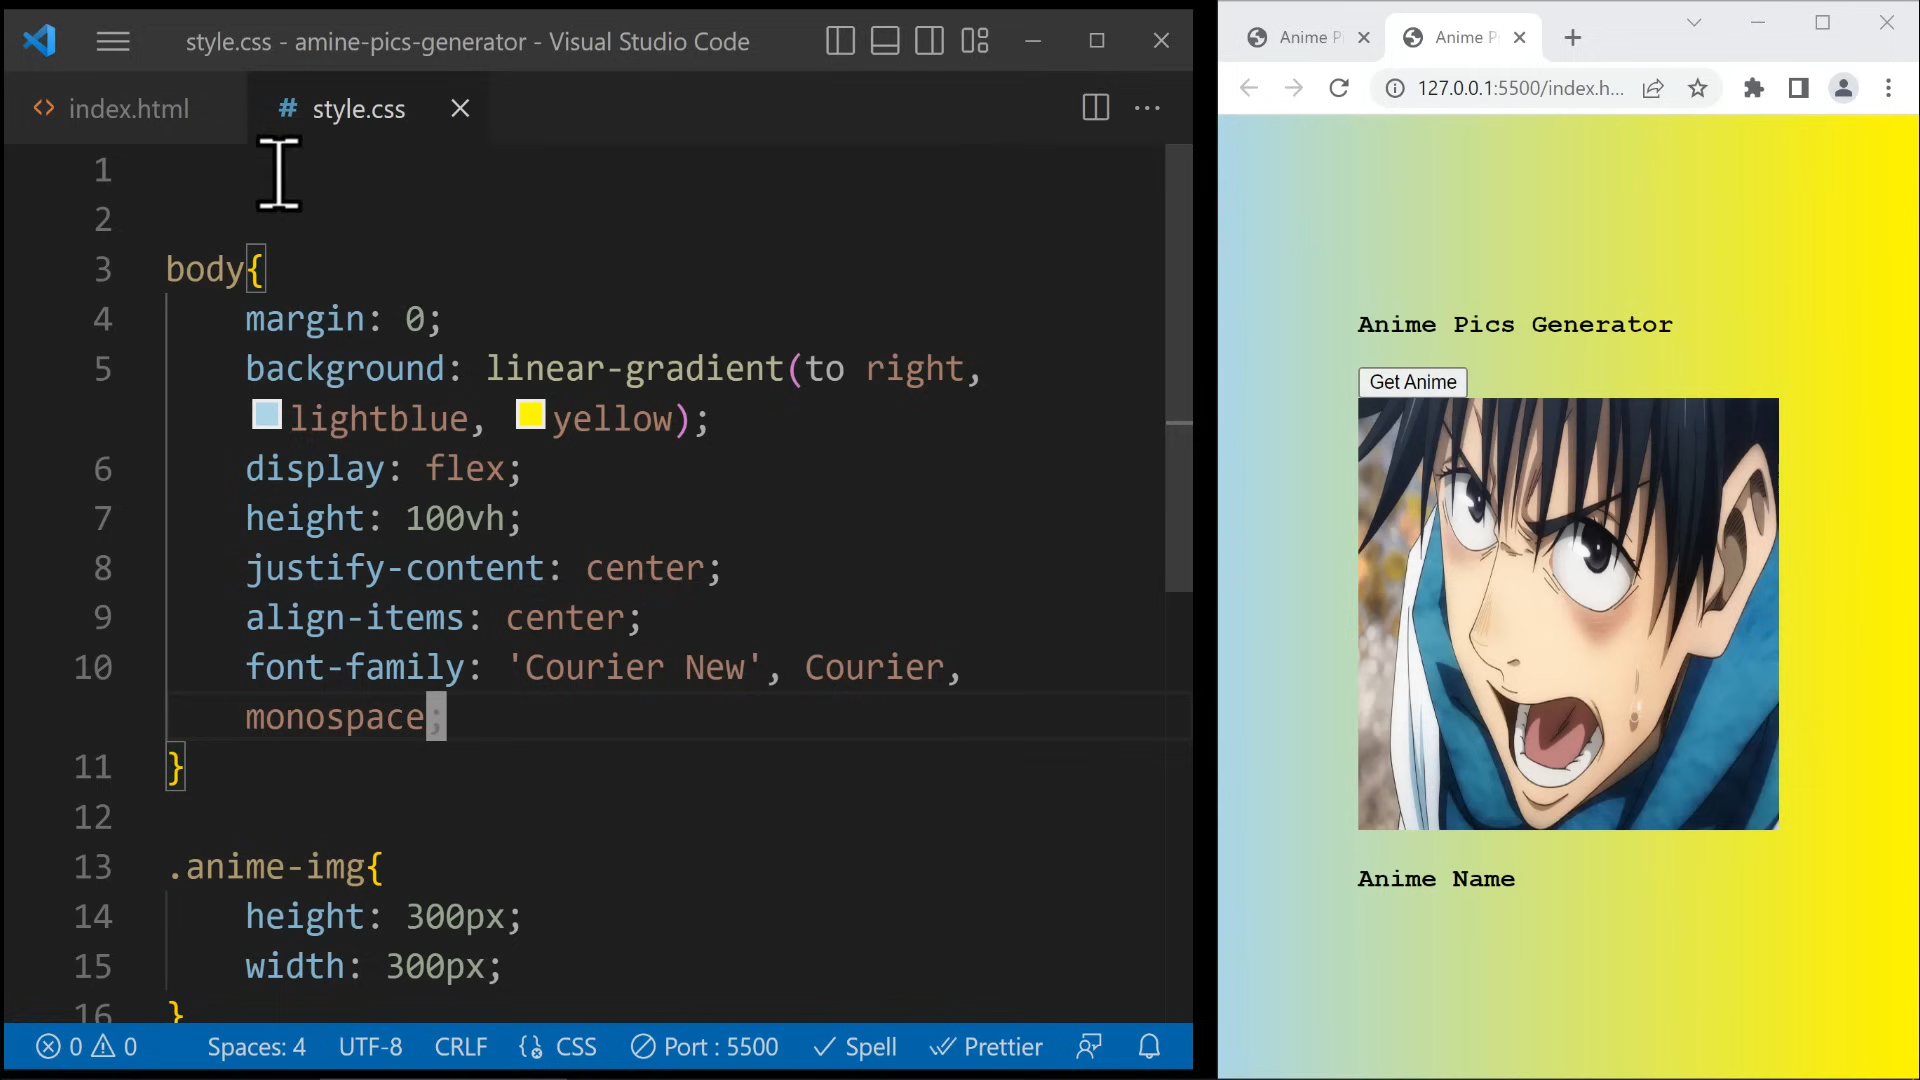 style.css - amine-pics-generator - Visual Studio Code
index.html
# style.css
1
2
3 body{
4 margin: 0;
5 background: linear-gradient(to right,
lightblue, yellow);
6 display: flex;
7 height: 100vh;
8 justify-content: center;
9 align-items: center;
10 font-family: 'Courier New', Courier,
monospace;
11 }
12
13 .anime-img{
14 height: 300px;
15 width: 300px;
16 }
0 0 Spaces: 4 UTF-8 CRLF CSS Port : 5500 Spell Prettier
Anime P
Anime P
127.0.0.1:5500/index.h...
Anime Pics Generator
Get Anime
Anime Name